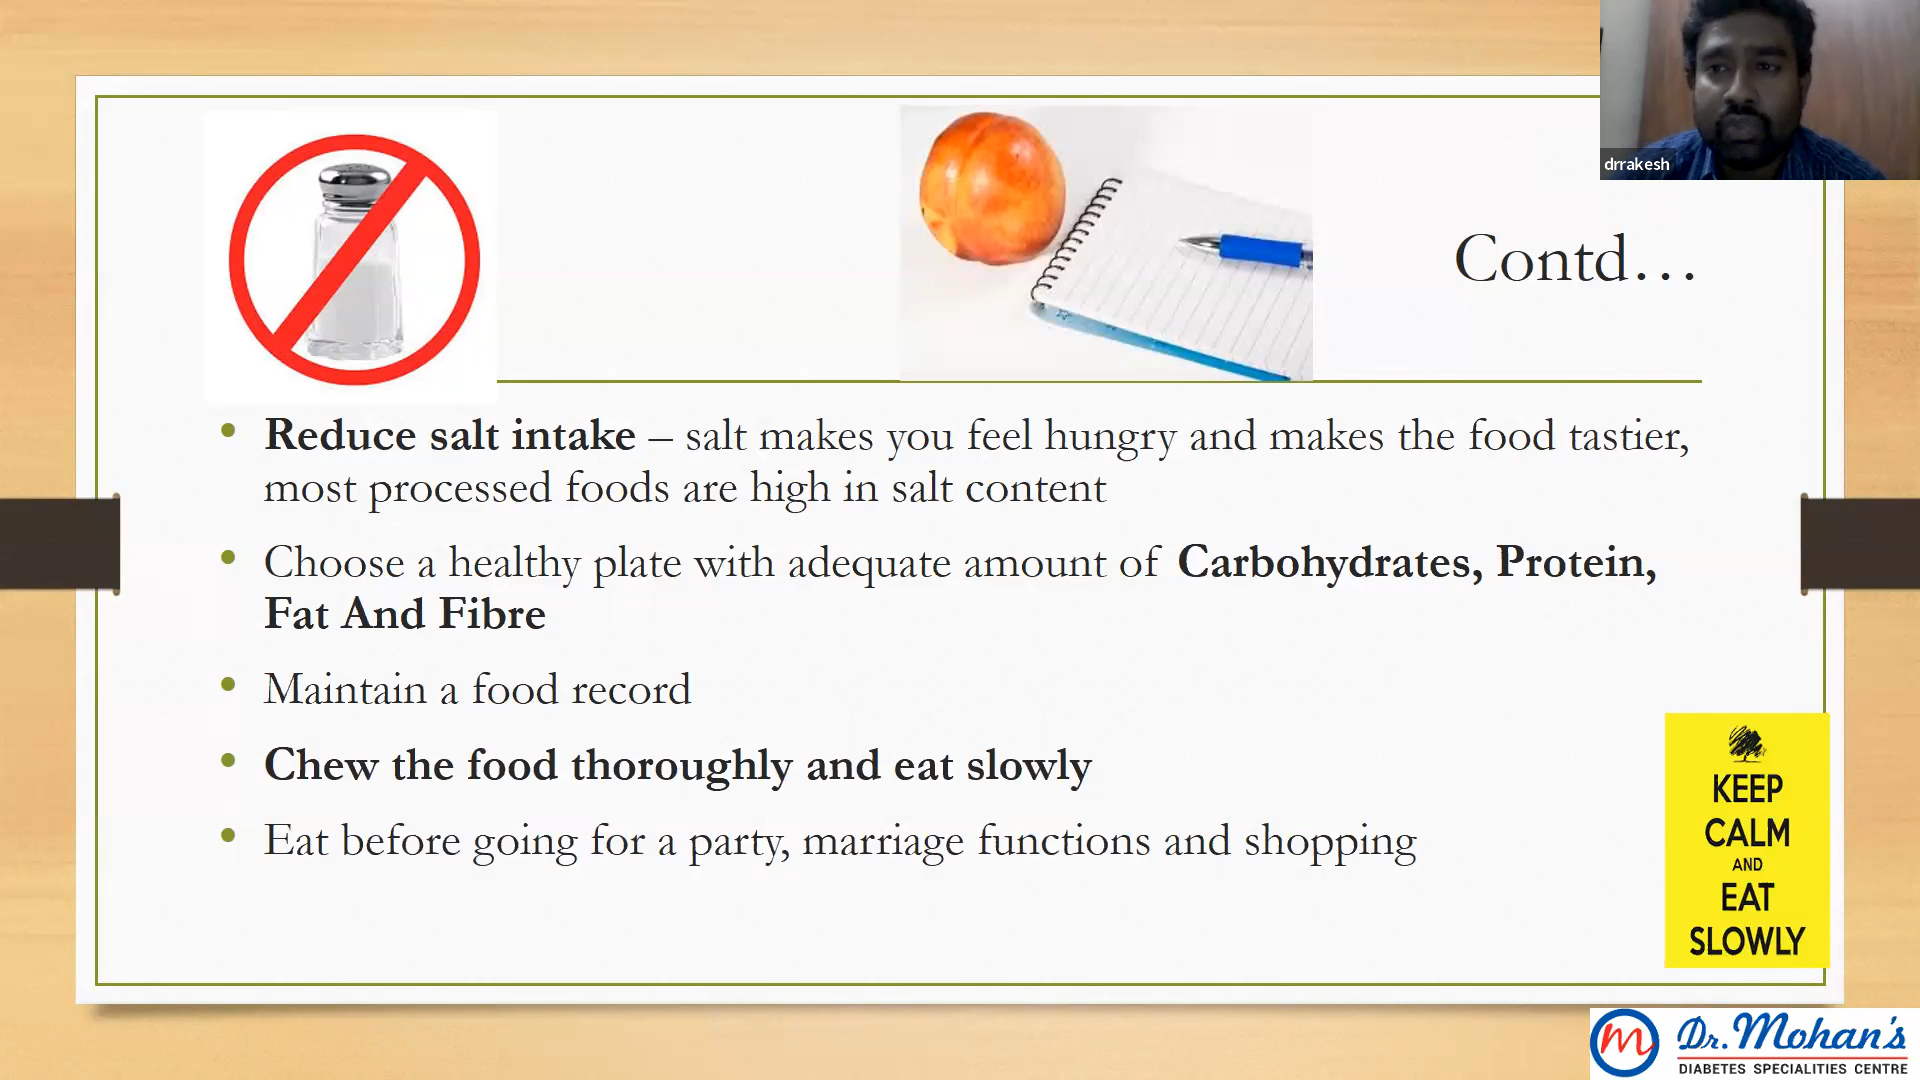 drrakesh
Contd…
• Reduce salt intake – salt makes you feel hungry and makes the food tastier,
most processed foods are high in salt content
• Choose a healthy plate with adequate amount of Carbohydrates, Protein,
Fat And Fibre
• Maintain a food record
• Chew the food thoroughly and eat slowly
• Eat before going for a party, marriage functions and shopping
KEEP
CALM
AND
EAT
SLOWLY
m Dr. Mohan's
DIABETES SPECIALITIES CENTRE